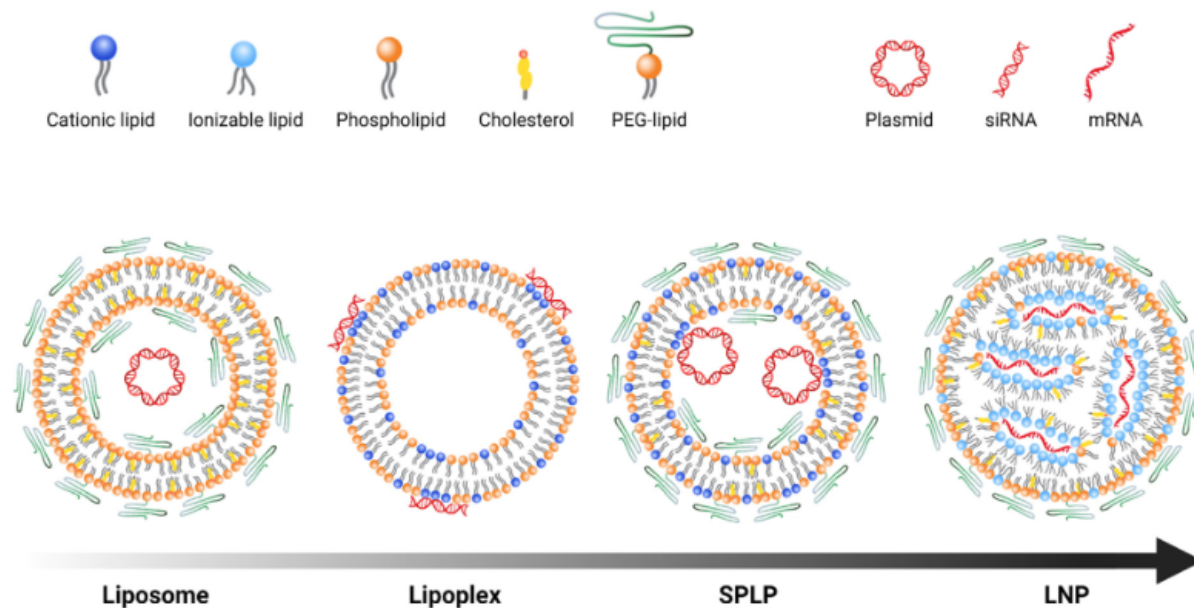 Cationic lipid
Ionizable lipid
Phospholipid
Cholesterol
PEG-lipid
Plasmid
siRNA
mRNA
Liposome
Lipoplex
SPLP
LNP